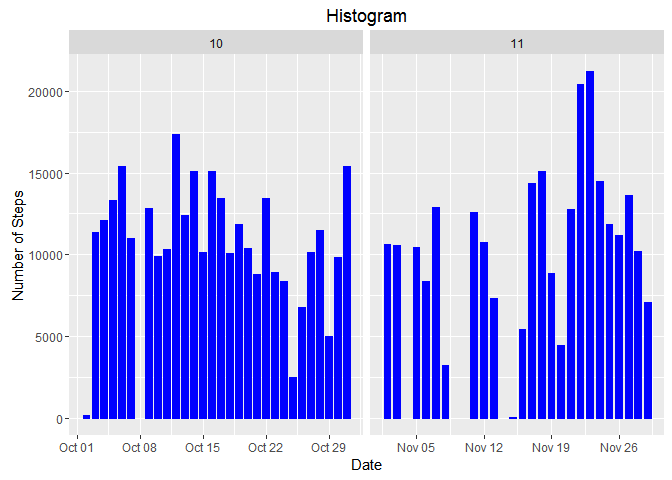 Histogram
10 11
Number of Steps
20000
15000
10000
5000
0
Oct 01 Oct 08 Oct 15 Oct 22 Oct 29 Nov 05 Nov 12 Nov 19 Nov 26
Date